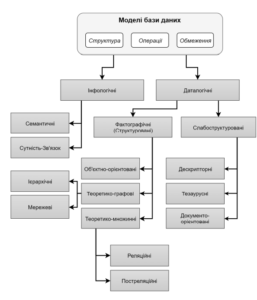 Моделі бази даних
Структура
Операції
Обмеження
Інфологічні
Даталогічні
Семантичні
Сутність-Зв'язок
Фактографічні
(Структуровані)
Слабоструктуровані
Об'єктно-орієнтовані
Теоретико-графові
Теоретико-множинні
Ієрархічні
Мережеві
Дескрипторні
Тезаурусні
Документо-
орієнтовані
Реляційні
Постреляційні